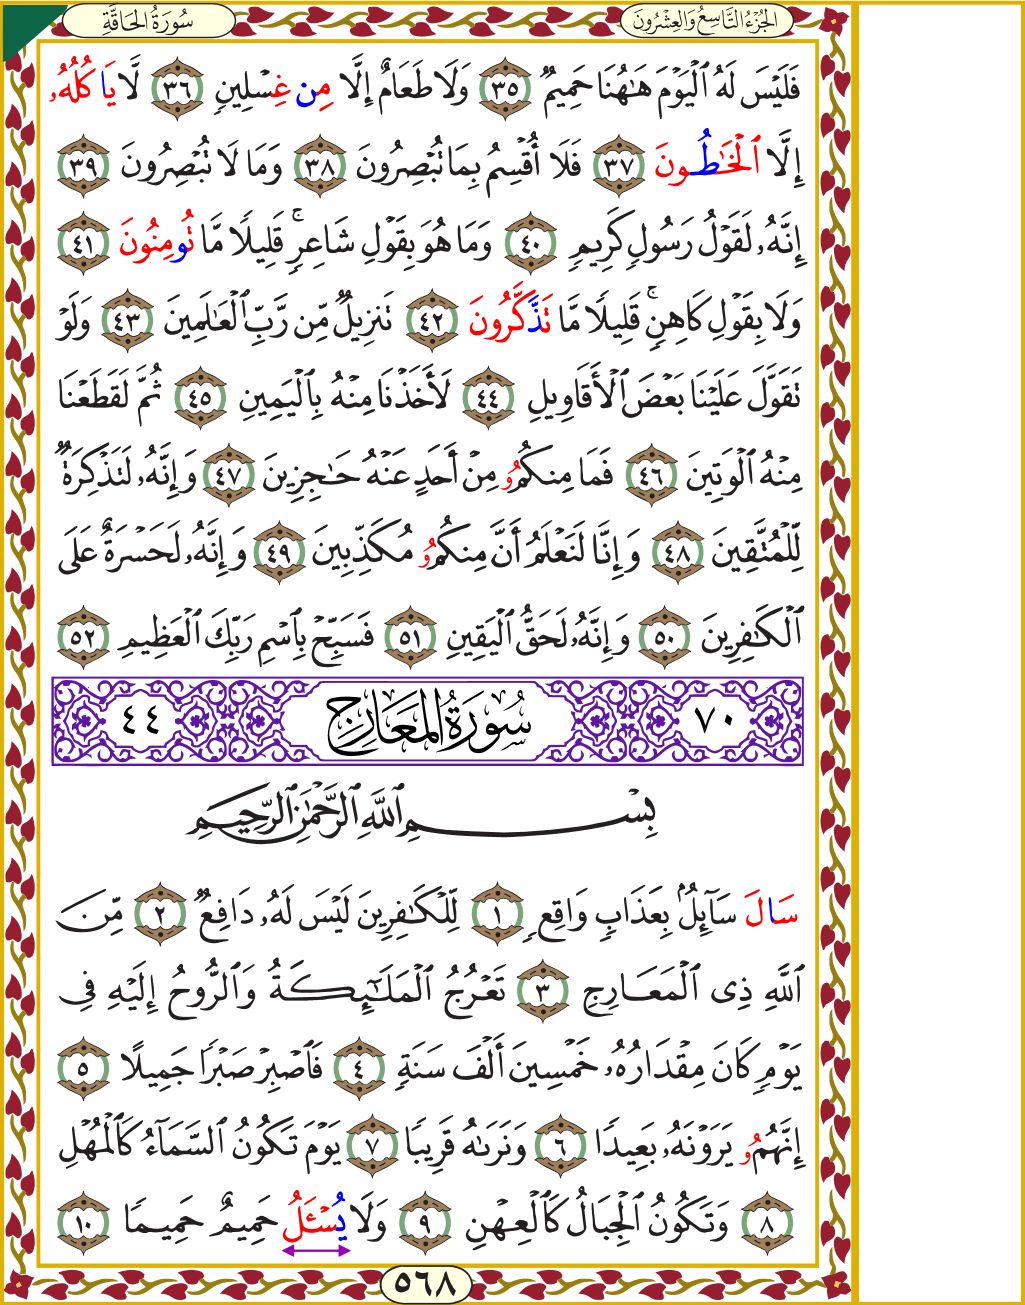 الجُزْءُ التَّاسِعُ وَالعِشْرُونَ
سُورَةُ الحَاقَّةِ
فَلَيْسَ لَهُ ٱلْيَوْمَ هَٰهُنَا حَمِيمٌ ٣٥ وَلَا طَعَامٌ إِلَّا مِن غِسْلِينٍ ٣٦ لَّا يَاكُلُهُۥ
إِلَّا ٱلْخَٰطُونَ ٣٧ فَلَا أُقْسِمُ بِمَا تُبْصِرُونَ ٣٨ وَمَا لَا تُبْصِرُونَ ٣٩
إِنَّهُۥ لَقَوْلُ رَسُولٍ كَرِيمٍ ٤٠ وَمَا هُوَ بِقَوْلِ شَاعِرٍ ۚ قَلِيلًا مَّا تُومِنُونَ ٤١
وَلَا بِقَوْلِ كَاهِنٍ ۚ قَلِيلًا مَّا تَذَّكَّرُونَ ٤٢ تَنزِيلٌ مِّن رَّبِّ ٱلْعَٰلَمِينَ ٤٣ وَلَوْ
تَقَوَّلَ عَلَيْنَا بَعْضَ ٱلْأَقَاوِيلِ ٤٤ لَأَخَذْنَا مِنْهُ بِٱلْيَمِينِ ٤٥ ثُمَّ لَقَطَعْنَا
مِنْهُ ٱلْوَتِينَ ٤٦ فَمَا مِنكُمُو مِنْ أَحَدٍ عَنْهُ حَٰجِزِينَ ٤٧ وَإِنَّهُۥ لَتَذْكِرَةٌ
لِّلْمُتَّقِينَ ٤٨ وَإِنَّا لَنَعْلَمُ أَنَّ مِنكُمُو مُكَذِّبِينَ ٤٩ وَإِنَّهُۥ لَحَسْرَةٌ عَلَى
ٱلْكَٰفِرِينَ ٥٠ وَإِنَّهُۥ لَحَقُّ ٱلْيَقِينِ ٥١ فَسَبِّحْ بِٱسْمِ رَبِّكَ ٱلْعَظِيمِ ٥٢
٧٠ سُورَةُ المَعَارِجِ ٤٤
بِسْمِ ٱللَّهِ ٱلرَّحْمَٰنِ ٱلرَّحِيمِ
سَالَ سَآئِلٌۢ بِعَذَابٍ وَاقِعٍ ١ لِّلْكَٰفِرِينَ لَيْسَ لَهُۥ دَافِعٌ ٢ مِّنَ
ٱللَّهِ ذِى ٱلْمَعَارِجِ ٣ تَعْرُجُ ٱلْمَلَٰٓئِكَةُ وَٱلرُّوحُ إِلَيْهِ فِى
يَوْمٍ كَانَ مِقْدَارُهُۥ خَمْسِينَ أَلْفَ سَنَةٍ ٤ فَٱصْبِرْ صَبْرًا جَمِيلًا ٥
إِنَّهُمُو يَرَوْنَهُۥ بَعِيدًا ٦ وَنَرَىٰهُ قَرِيبًا ٧ يَوْمَ تَكُونُ ٱلسَّمَآءُ كَٱلْمُهْلِ
٨ وَتَكُونُ ٱلْجِبَالُ كَٱلْعِهْنِ ٩ وَلَا يُسْـَٔلُ حَمِيمٌ حَمِيمًا ١٠
٥٦٨